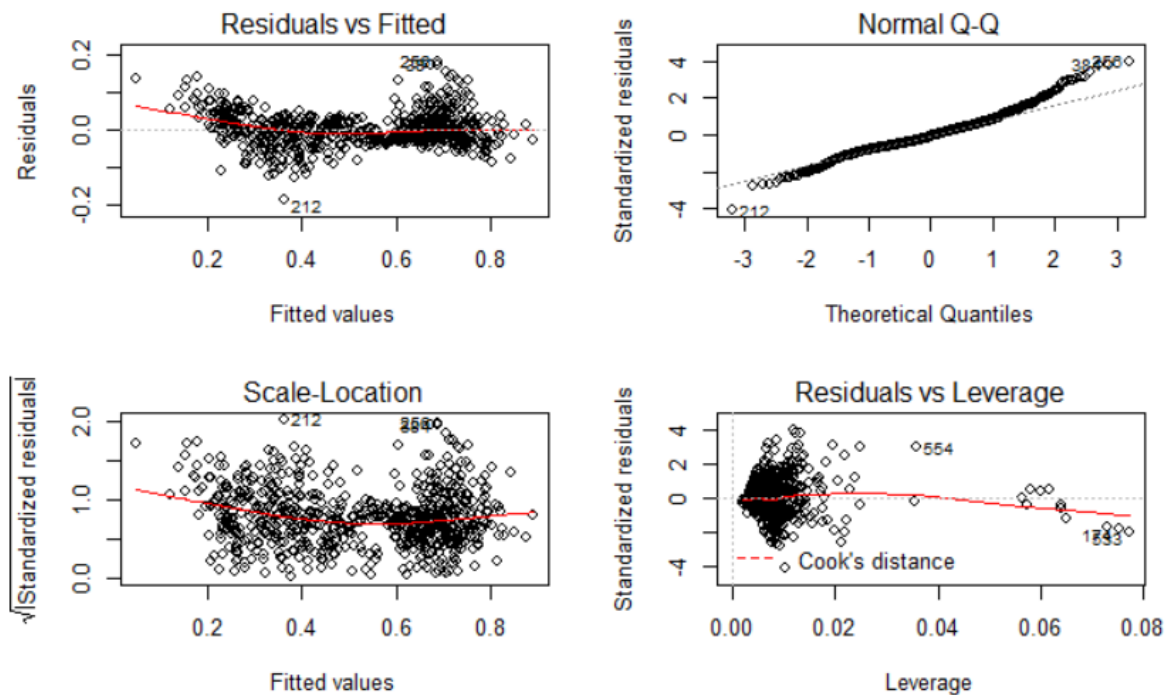 Residuals vs Fitted
Residuals
0.2
0.0
-0.2
212
0.2 0.4 0.6 0.8
Fitted values
Normal Q-Q
Standardized residuals
4
2
0
-4
212
-3 -2 -1 0 1 2 3
Theoretical Quantiles
Scale-Location
√|Standardized residuals|
2.0
1.0
0.0
212
0.2 0.4 0.6 0.8
Fitted values
Residuals vs Leverage
Standardized residuals
4
2
0
-4
554
Cook's distance
0.00 0.02 0.04 0.06 0.08
Leverage